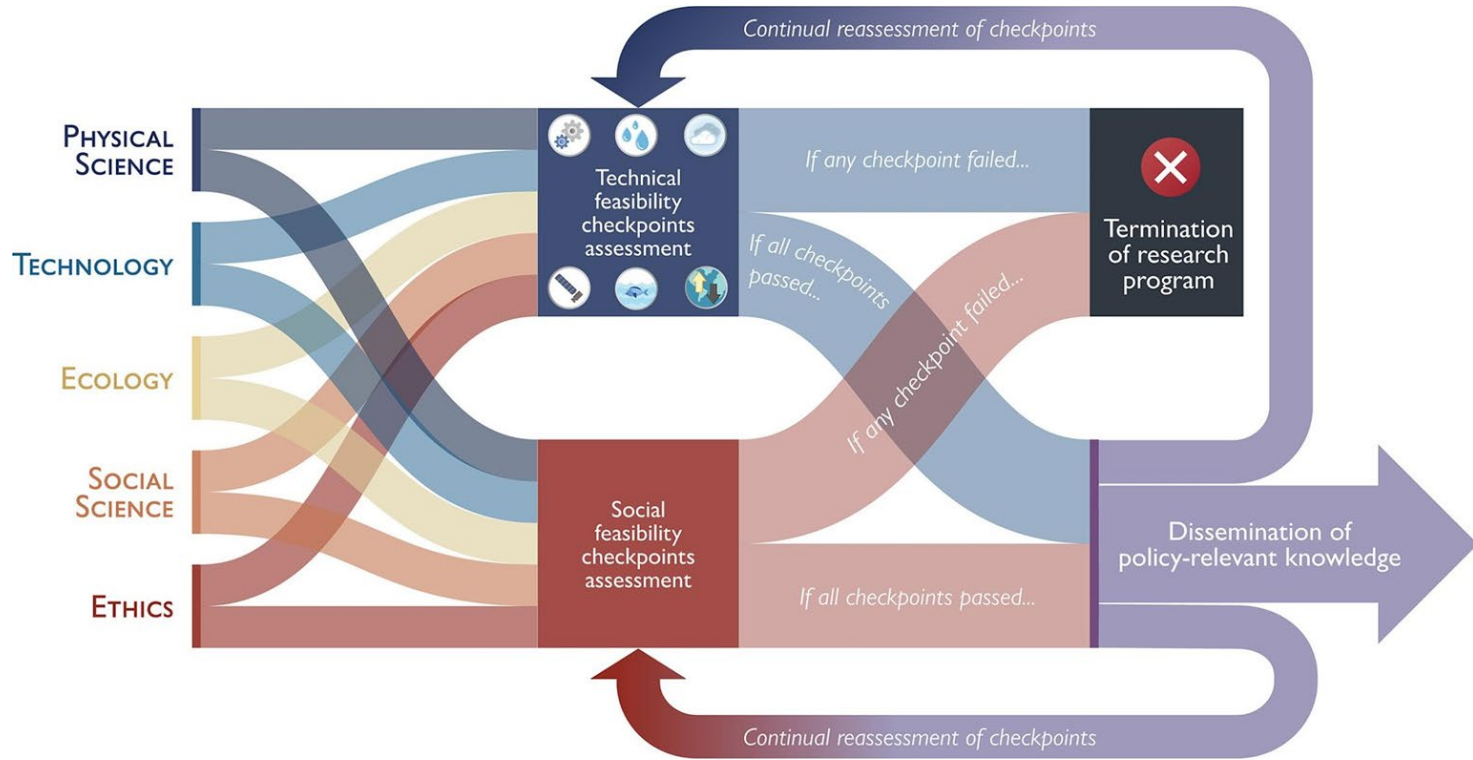 Continual reassessment of checkpoints
PHYSICAL
SCIENCE
TECHNOLOGY
ECOLOGY
SOCIAL
SCIENCE
ETHICS
Technical
feasibility
checkpoints
assessment
Social
feasibility
checkpoints
assessment
If any checkpoint failed...
If all checkpoints
passed...
If any checkpoint failed...
If all checkpoints passed...
Termination
of research
program
Dissemination of
policy-relevant knowledge
Continual reassessment of checkpoints